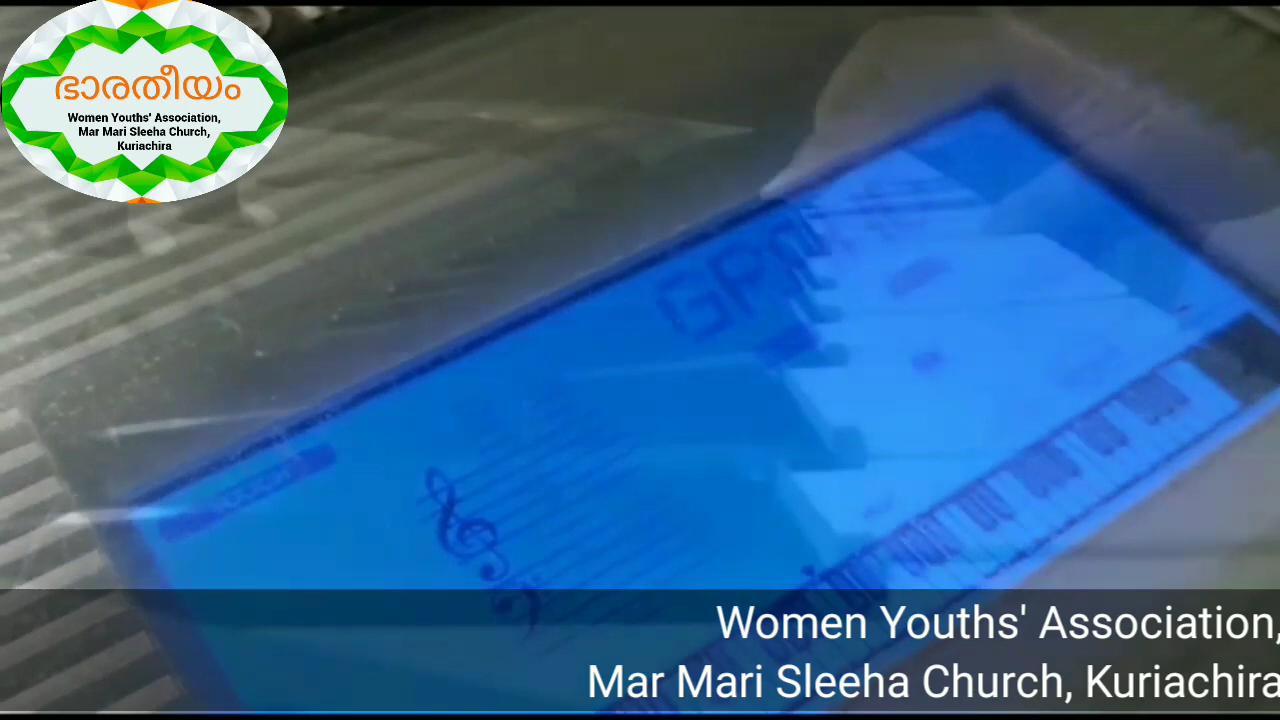 ഭാരതീയം
Women Youths' Association,
Mar Mari Sleeha Church,
Kuriachira
Women Youths' Association,
Mar Mari Sleeha Church, Kuriachira